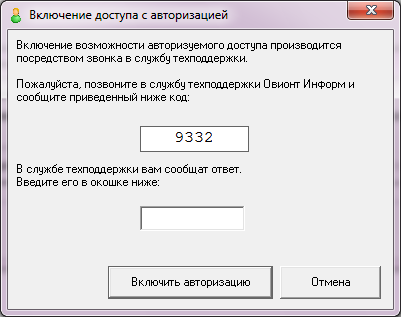 Включение доступа с авторизацией
Включение возможности авторизуемого доступа производится
посредством звонка в службу техподдержки.
Пожалуйста, позвоните в службу техподдержки Овионт Информ и
сообщите приведенный ниже код:
9332
В службе техподдержки вам сообщат ответ.
Введите его в окошке ниже:
Включить авторизацию
Отмена